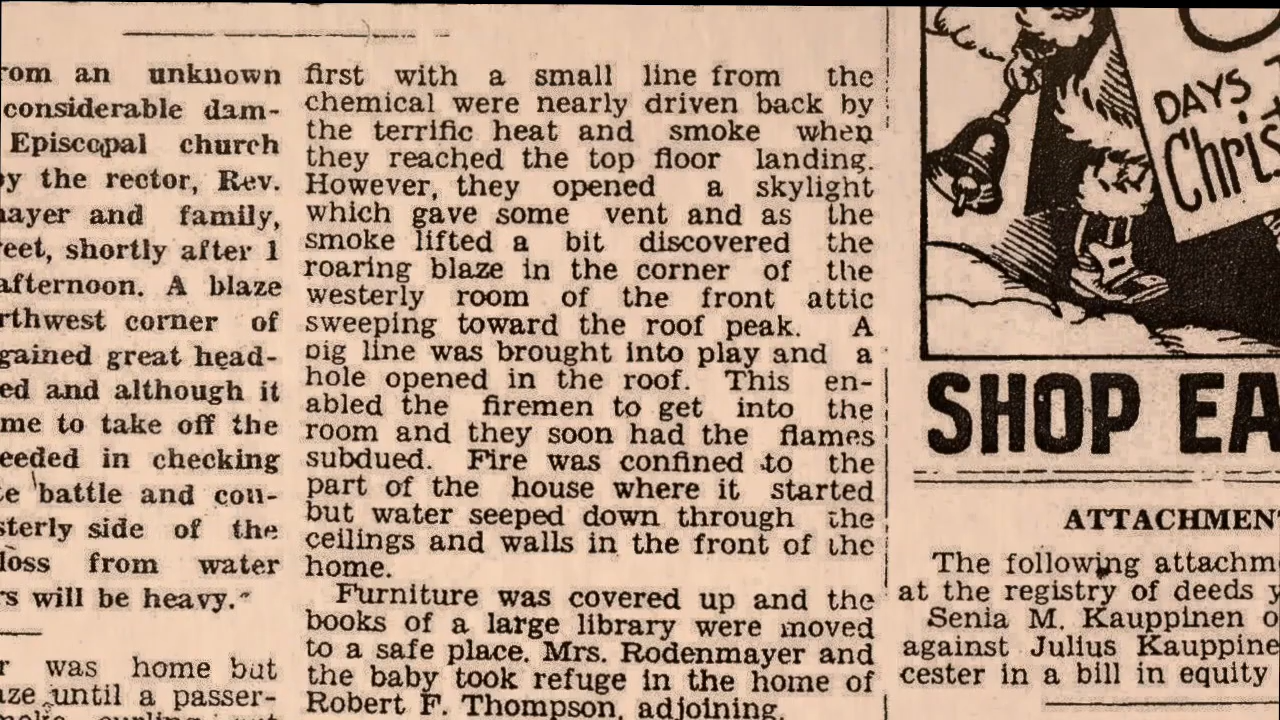 rom an unknown
considerable dam-
Episcopal church
by the rector, Rev.
mayer and family,
reet, shortly after 1
afternoon. A blaze
rthwest corner of
gained great head-
ed and although it
me to take off the
eeded in checking
te battle and con-
sterly side of the
loss from water
rs will be heavy."
r was home but
aze until a passer-
smoke curling out
first with a small line from the
chemical were nearly driven back by
the terrific heat and smoke when
they reached the top floor landing.
However, they opened a skylight
which gave some vent and as the
smoke lifted a bit discovered the
roaring blaze in the corner of the
westerly room of the front attic
sweeping toward the roof peak. A
big line was brought into play and a
hole opened in the roof. This en-
abled the firemen to get into the
room and they soon had the flames
subdued. Fire was confined to the
part of the house where it started
but water seeped down through the
ceilings and walls in the front of the
home.
Furniture was covered up and the
books of a large library were moved
to a safe place. Mrs. Rodenmayer and
the baby took refuge in the home of
Robert F. Thompson, adjoining.
DAYS T
Chris
SHOP EA
ATTACHMEN
The following attachm
at the registry of deeds y
Senia M. Kauppinen o
against Julius Kauppine
cester in a bill in equity